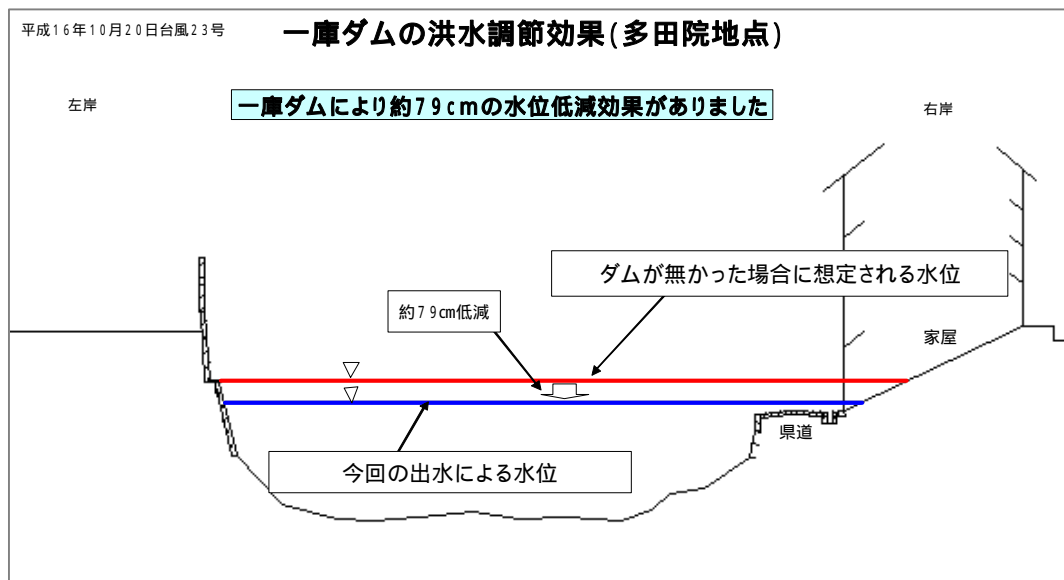 平成16年10月20日台風23号
一庫ダムの洪水調節効果(多田院地点)
左岸
一庫ダムにより約79cmの水位低減効果がありました
右岸
ダムが無かった場合に想定される水位
約79cm低減
家屋
県道
今回の出水による水位